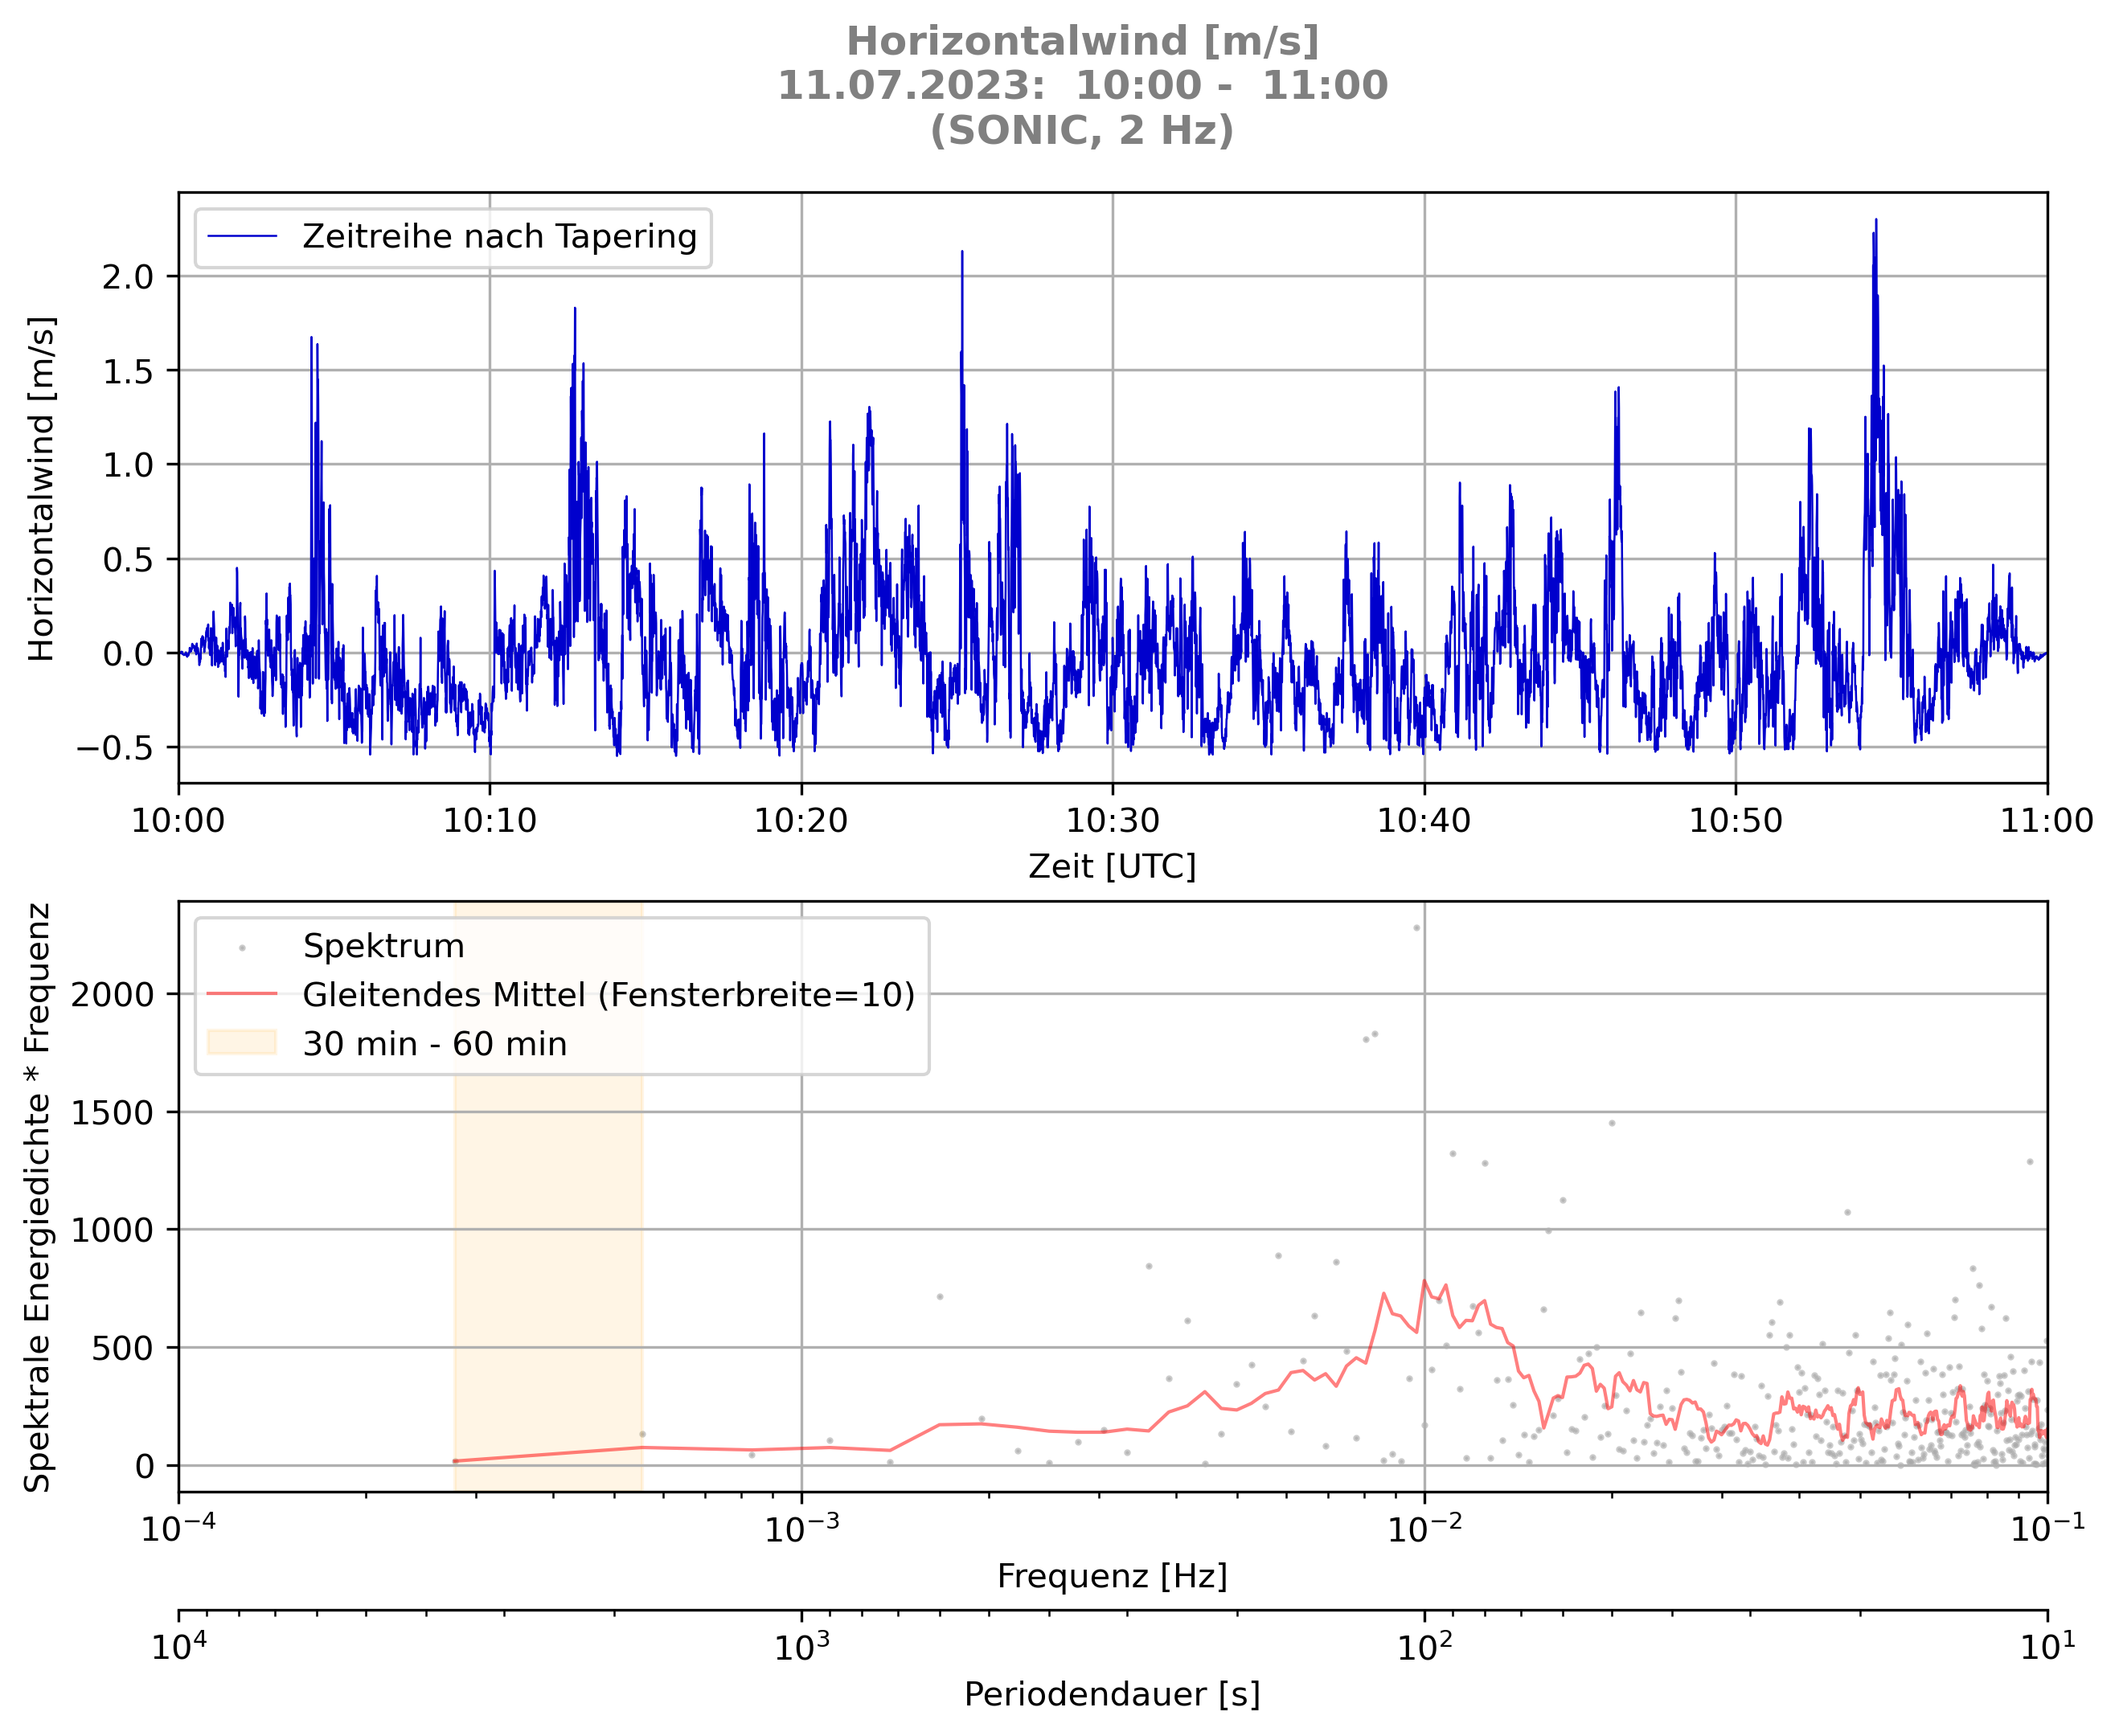 Horizontalwind [m/s]
11.07.2023:  10:00 -  11:00
(SONIC, 2 Hz)
Zeitreihe nach Tapering
Horizontalwind [m/s]
2.0
1.5
1.0
0.5
0.0
−0.5
10:00 10:10 10:20 10:30 10:40 10:50 11:00
Zeit [UTC]
Spektrum
Gleitendes Mittel (Fensterbreite=10)
30 min - 60 min
Spektrale Energiedichte * Frequenz
2000
1500
1000
500
0
10⁻⁴ 10⁻³ 10⁻² 10⁻¹
Frequenz [Hz]
10⁴ 10³ 10² 10¹
Periodendauer [s]